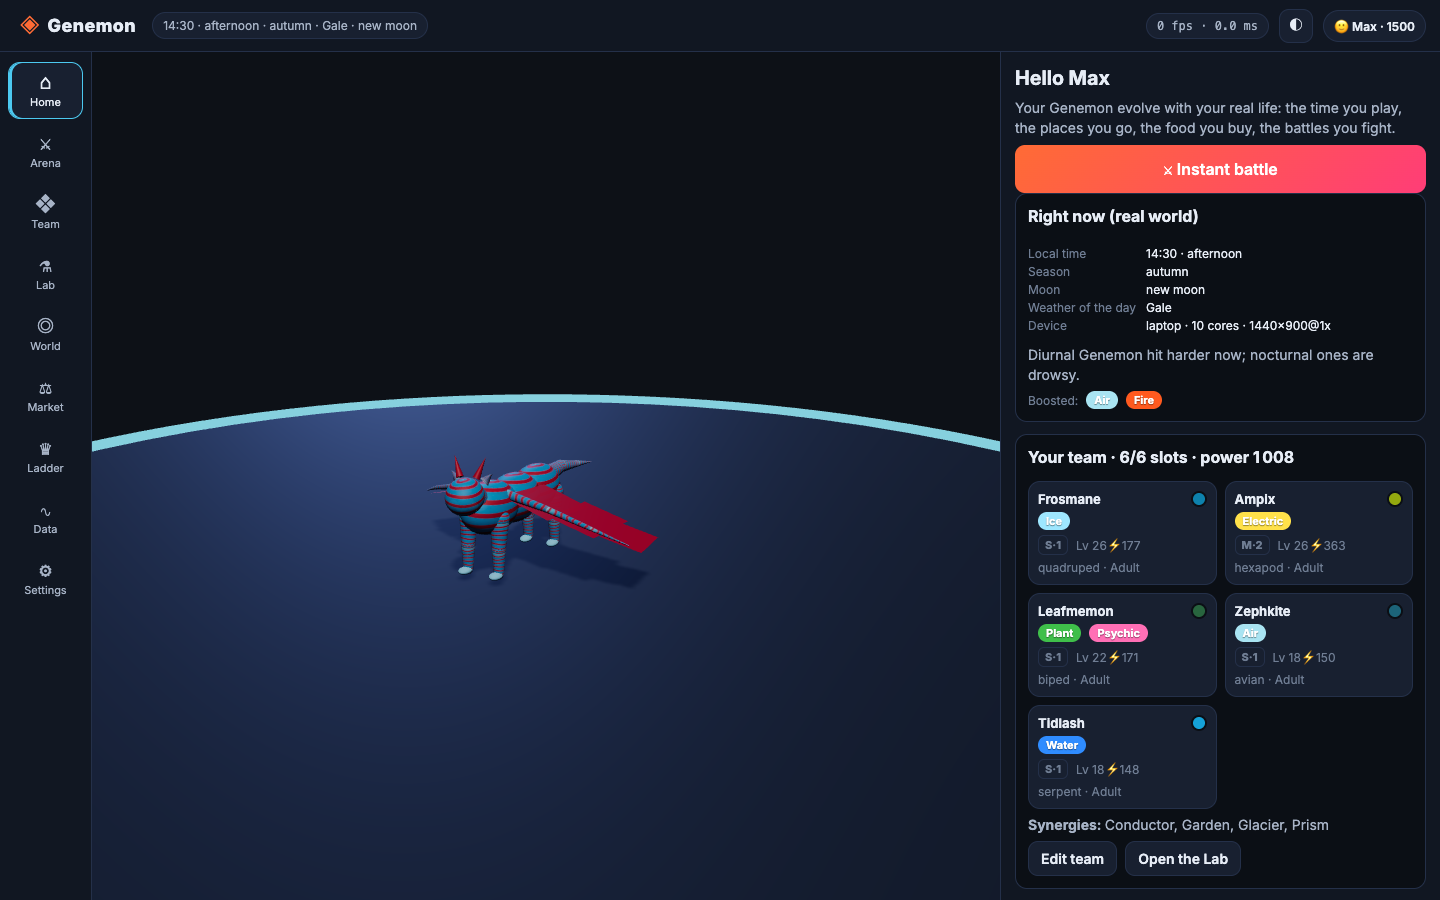 Genemon
14:30 · afternoon · autumn · Gale · new moon
0 fps · 0.0 ms
Max · 1500
Home
Arena
Team
Lab
World
Market
Ladder
Data
Settings
Hello Max
Your Genemon evolve with your real life: the time you play,
the places you go, the food you buy, the battles you fight.
⚔ Instant battle
Right now (real world)
Local time 14:30 · afternoon
Season autumn
Moon new moon
Weather of the day Gale
Device laptop · 10 cores · 1440×900@1x
Diurnal Genemon hit harder now; nocturnal ones are
drowsy.
Boosted: Air Fire
Your team · 6/6 slots · power 1008
Frosmane
Ice
S·1 Lv 26⚡177
quadruped · Adult
Ampix
Electric
M·2 Lv 26⚡363
hexapod · Adult
Leafmemon
Plant Psychic
S·1 Lv 22⚡171
biped · Adult
Zephkite
Air
S·1 Lv 18⚡150
avian · Adult
Tidlash
Water
S·1 Lv 18⚡148
serpent · Adult
Synergies: Conductor, Garden, Glacier, Prism
Edit team
Open the Lab